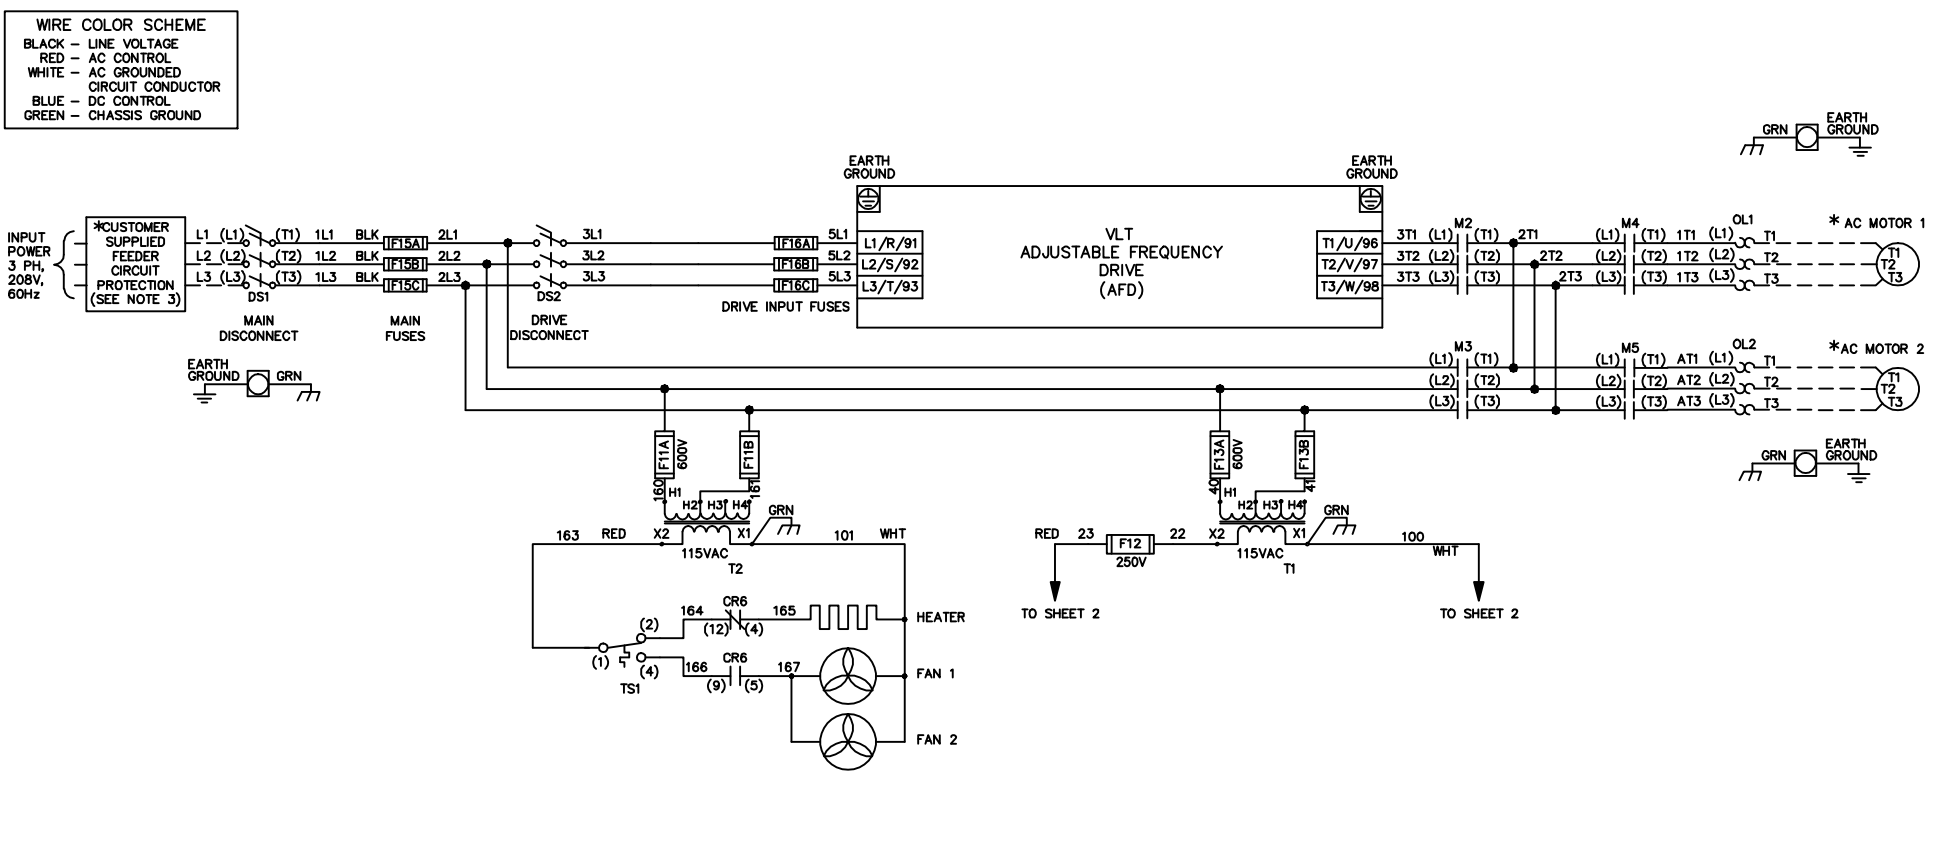 WIRE COLOR SCHEME
BLACK – LINE VOLTAGE
RED – AC CONTROL
WHITE – AC GROUNDED
CIRCUIT CONDUCTOR
BLUE – DC CONTROL
GREEN – CHASSIS GROUND
GRN
EARTH
GROUND
INPUT
POWER
3 PH,
208V,
60Hz
*CUSTOMER
SUPPLIED
FEEDER
CIRCUIT
PROTECTION
(SEE NOTE 3)
L1 (L1) (T1) 1L1 BLK F15A 2L1
L2 (L2) (T2) 1L2 BLK F15B 2L2
L3 (L3) (T3) 1L3 BLK F15C 2L3
DS1
MAIN
DISCONNECT
MAIN
FUSES
3L1
3L2
3L3
DS2
DRIVE
DISCONNECT
F16A 5L1
F16B 5L2
F16C 5L3
DRIVE INPUT FUSES
EARTH
GROUND
EARTH
GROUND
L1/R/91
L2/S/92
L3/T/93
VLT
ADJUSTABLE FREQUENCY
DRIVE
(AFD)
T1/U/96
T2/V/97
T3/W/98
M2
3T1 (L1) (T1) 2T1
3T2 (L2) (T2) 2T2
3T3 (L3) (T3) 2T3
M4 OL1
(L1) (T1) 1T1 (L1) T1
(L2) (T2) 1T2 (L2) T2
(L3) (T3) 1T3 (L3) T3
* AC MOTOR 1
T1
T2
T3
EARTH
GROUND
GRN
M3
(L1) (T1)
(L2) (T2)
(L3) (T3)
M5 OL2
(L1) (T1) AT1 (L1) T1
(L2) (T2) AT2 (L2) T2
(L3) (T3) AT3 (L3) T3
*AC MOTOR 2
T1
T2
T3
GRN
EARTH
GROUND
F11A
600V
F11B
160
161
H1
H2 H3 H4
GRN
163 RED X2 X1 101 WHT
115VAC
T2
F13A
600V
F13B
40
41
H1
H2 H3 H4
GRN
RED 23 F12 22 X2 X1 100
WHT
250V
115VAC
T1
TO SHEET 2
TO SHEET 2
CR6
164 165
(12) (4)
HEATER
(2)
(1)
(4)
TS1
CR6
166 167
(9) (5)
FAN 1
FAN 2